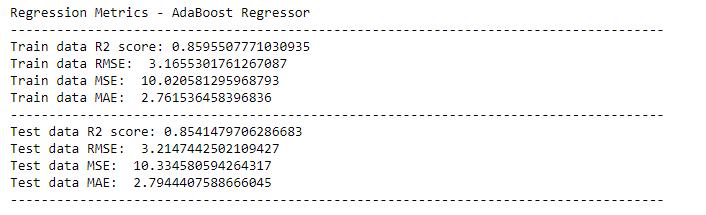 Regression Metrics - AdaBoost Regressor
-------------------------------------------------------------------------------------
Train data R2 score: 0.8595507771030935
Train data RMSE:  3.1655301761267087
Train data MSE:  10.020581295968793
Train data MAE:  2.761536458396836
-------------------------------------------------------------------------------------
Test data R2 score: 0.8541479706286683
Test data RMSE:  3.2147442502109427
Test data MSE:  10.334580594264317
Test data MAE:  2.7944407588666045
-------------------------------------------------------------------------------------